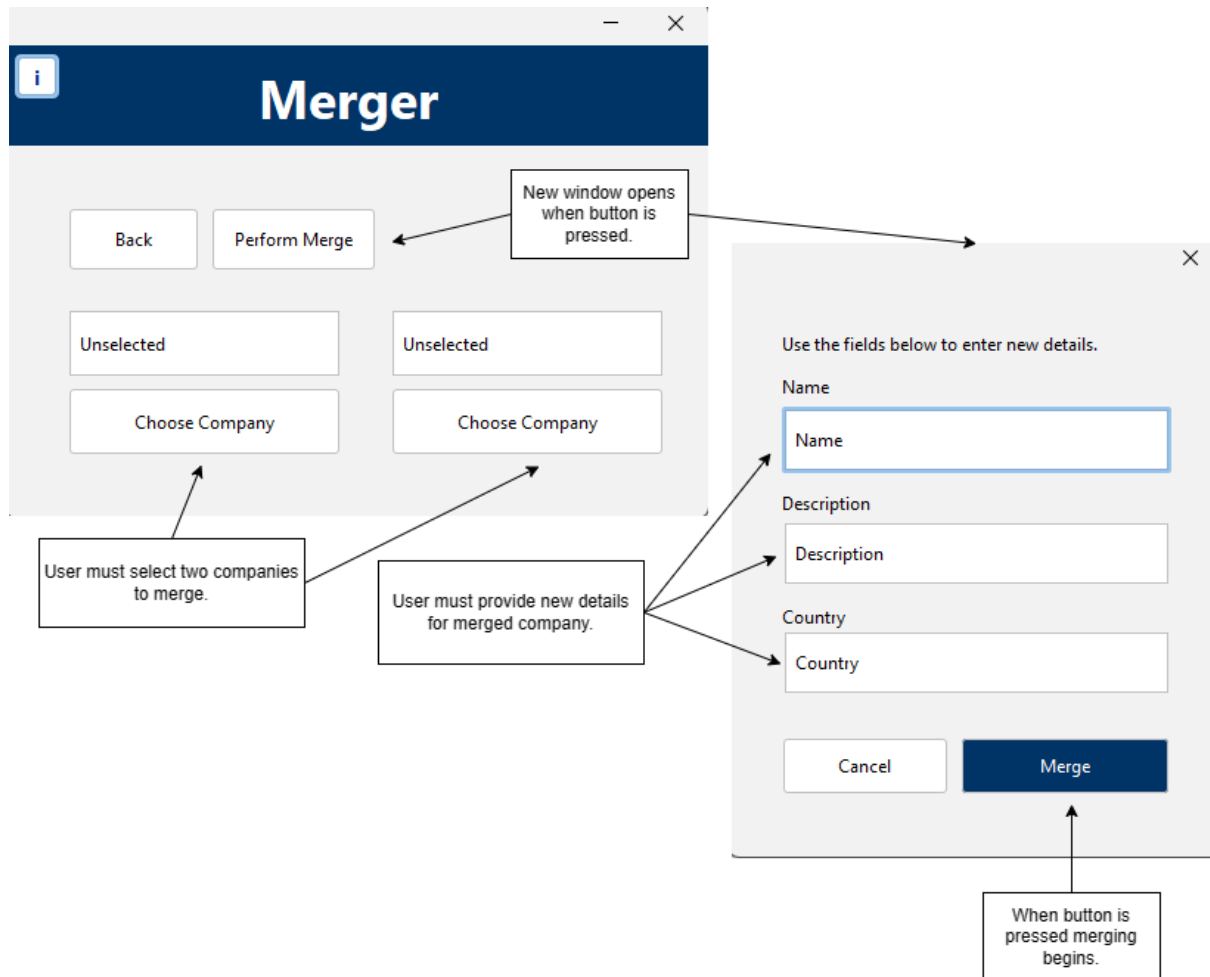 i
Merger
New window opens
when button is
pressed.
Back
Perform Merge
Unselected
Unselected
Choose Company
Choose Company
User must select two companies
to merge.
Use the fields below to enter new details.
Name
Name
Description
Description
User must provide new details
for merged company.
Country
Country
Cancel
Merge
When button is
pressed merging
begins.